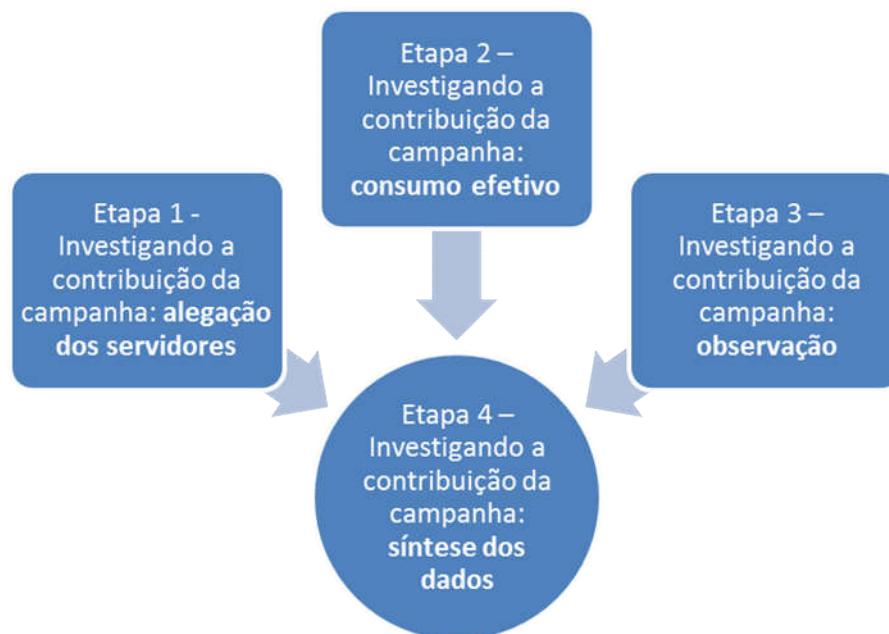 Etapa 1 -
Investigando a
contribuição da
campanha: alegação
dos servidores
Etapa 2 –
Investigando a
contribuição da
campanha:
consumo efetivo
Etapa 3 –
Investigando a
contribuição da
campanha:
observação
Etapa 4 –
Investigando a
contribuição da
campanha:
síntese dos
dados